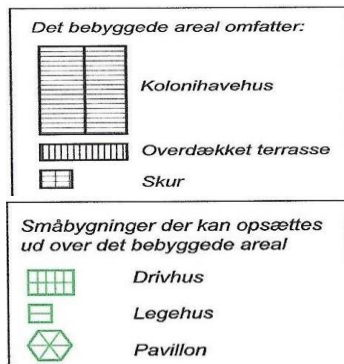 Det bebyggede areal omfatter:
Kolonihavehus
Overdækket terrasse
Skur
Småbygninger der kan opsættes
ud over det bebyggede areal
Drivhus
Legehus
Pavillon